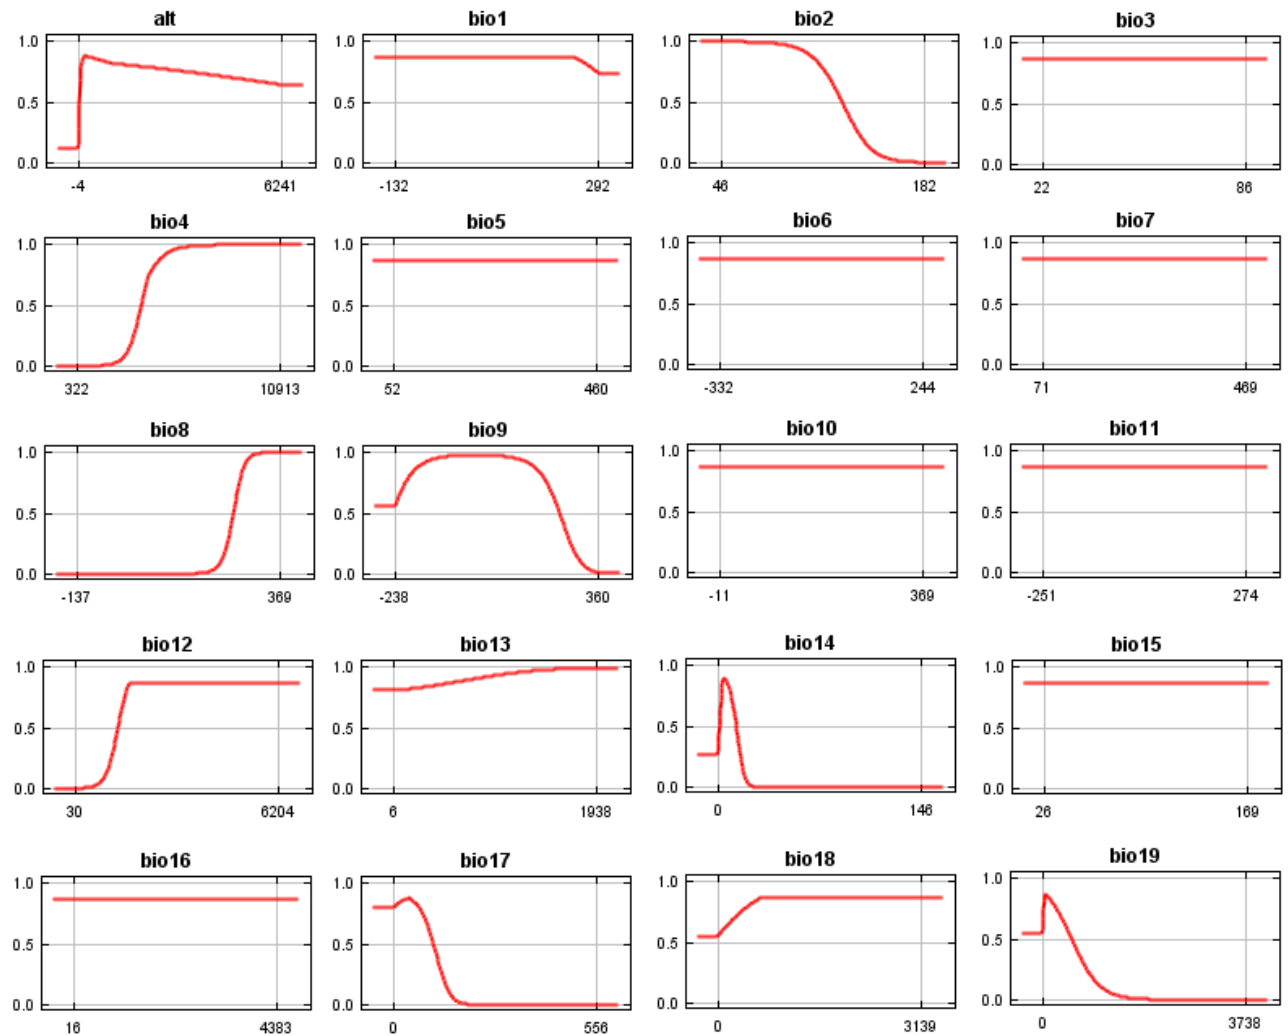 alt bio1 bio2 bio3
1.0 1.0 1.0 1.0
0.5 0.5 0.5 0.5
0.0 0.0 0.0 0.0
-4 6241 -132 292 46 182 22 86
bio4 bio5 bio6 bio7
1.0 1.0 1.0 1.0
0.5 0.5 0.5 0.5
0.0 0.0 0.0 0.0
322 10913 52 460 -332 244 71 469
bio8 bio9 bio10 bio11
1.0 1.0 1.0 1.0
0.5 0.5 0.5 0.5
0.0 0.0 0.0 0.0
-137 369 -238 360 -11 369 -251 274
bio12 bio13 bio14 bio15
1.0 1.0 1.0 1.0
0.5 0.5 0.5 0.5
0.0 0.0 0.0 0.0
30 6204 6 1938 0 146 26 169
bio16 bio17 bio18 bio19
1.0 1.0 1.0 1.0
0.5 0.5 0.5 0.5
0.0 0.0 0.0 0.0
16 4383 0 556 0 3139 0 3738